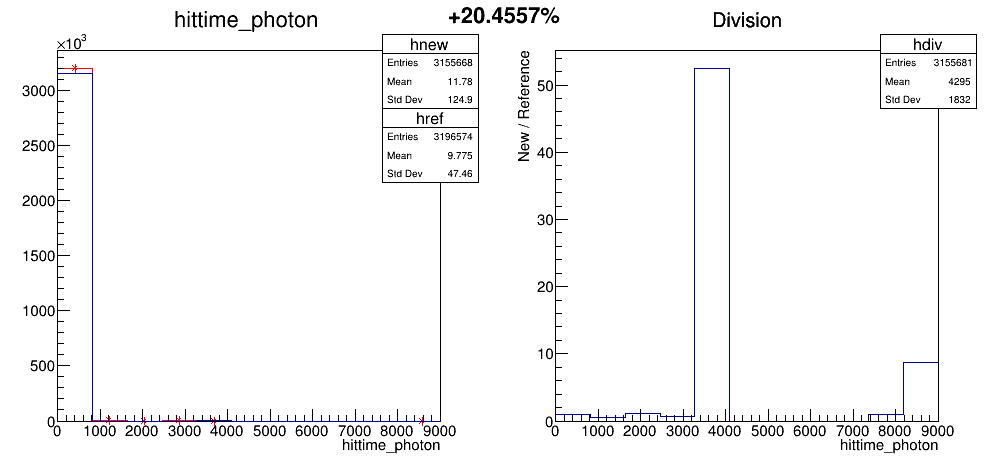 +20.4557%
hittime_photon
×10³
hnew
Entries 3155668
Mean 11.78
Std Dev 124.9
href
Entries 3196574
Mean 9.775
Std Dev 47.46
3000
2500
2000
1500
1000
500
0
0 1000 2000 3000 4000 5000 6000 7000 8000 9000
hittime_photon
Division
hdiv
Entries 3155681
Mean 4295
Std Dev 1832
New / Reference
50
40
30
20
10
0
0 1000 2000 3000 4000 5000 6000 7000 8000 9000
hittime_photon